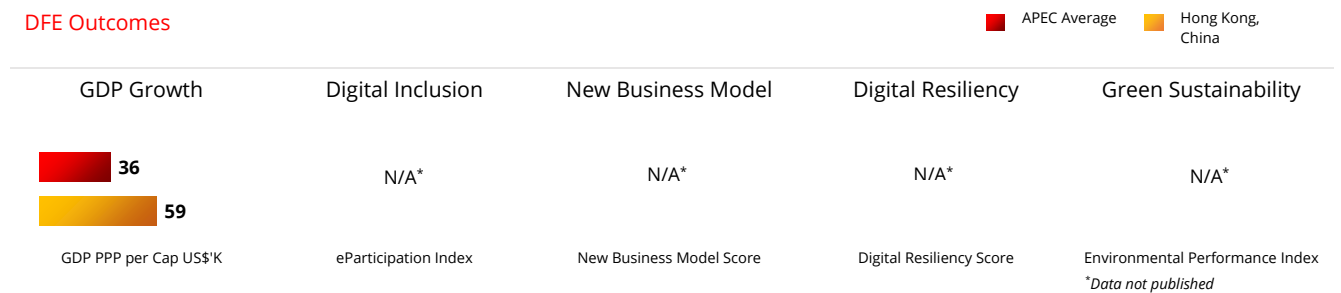 DFE Outcomes
APEC Average
Hong Kong,
China
GDP Growth
Digital Inclusion
New Business Model
Digital Resiliency
Green Sustainability
36
59
N/A*
N/A*
N/A*
N/A*
GDP PPP per Cap US$'K
eParticipation Index
New Business Model Score
Digital Resiliency Score
Environmental Performance Index
*Data not published